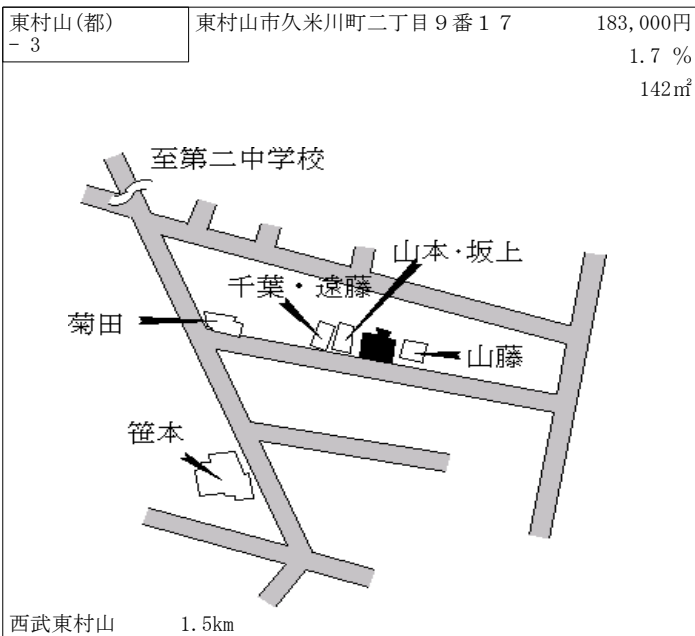 東村山(都)
- 3
東村山市久米川町二丁目９番１７
183,000円
1.7 %
142㎡
至第二中学校
山本・坂上
千葉・遠藤
菊田
山藤
笹本
西武東村山 1.5km